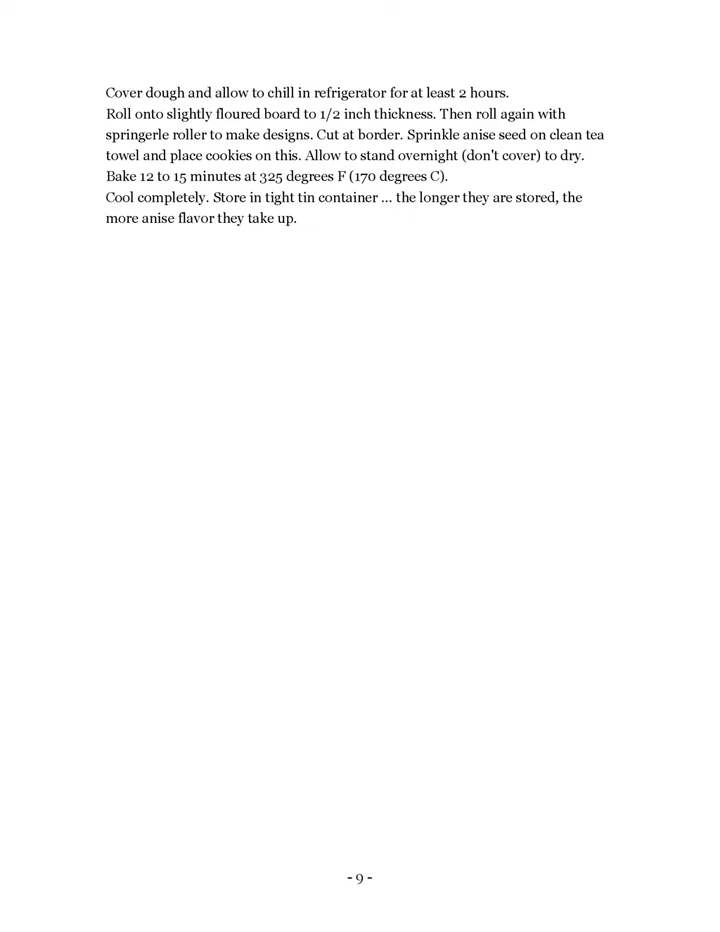 Cover dough and allow to chill in refrigerator for at least 2 hours.
Roll onto slightly floured board to 1/2 inch thickness. Then roll again with
springerle roller to make designs. Cut at border. Sprinkle anise seed on clean tea
towel and place cookies on this. Allow to stand overnight (don't cover) to dry.
Bake 12 to 15 minutes at 325 degrees F (170 degrees C).
Cool completely. Store in tight tin container ... the longer they are stored, the
more anise flavor they take up.
- 9 -